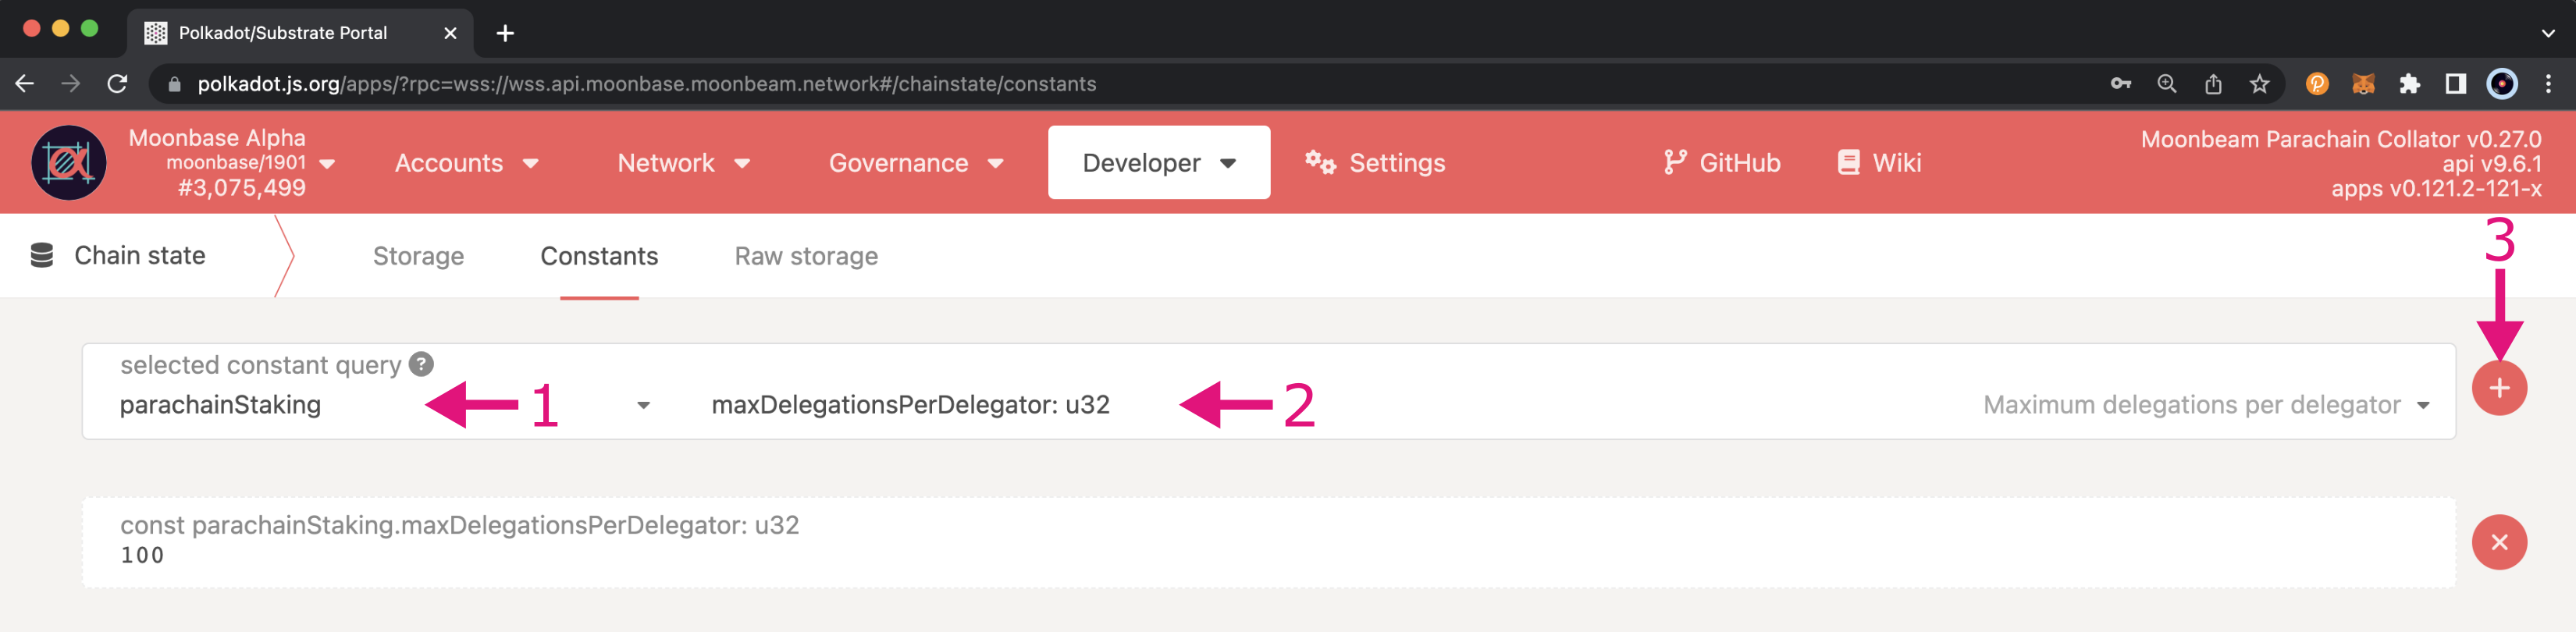 Polkadot/Substrate Portal
polkadot.js.org/apps/?rpc=wss://wss.api.moonbase.moonbeam.network#/chainstate/constants
Moonbase Alpha
moonbase/1901
#3,075,499
Accounts
Network
Governance
Developer
Settings
GitHub
Wiki
Moonbeam Parachain Collator v0.27.0
api v9.6.1
apps v0.121.2-121-x
Chain state
Storage
Constants
Raw storage
3
selected constant query ?
parachainStaking
1
maxDelegationsPerDelegator: u32
2
Maximum delegations per delegator
const parachainStaking.maxDelegationsPerDelegator: u32
100